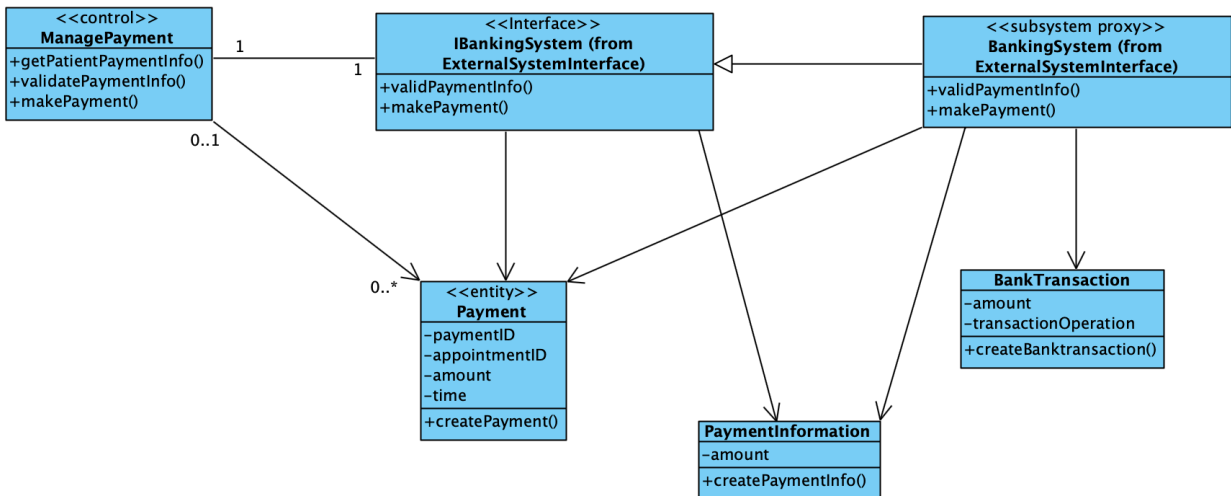 <<control>>
ManagePayment
+getPatientPaymentInfo()
+validatePaymentInfo()
+makePayment()
1
1
<<Interface>>
IBankingSystem (from
ExternalSystemInterface)
+validPaymentInfo()
+makePayment()
<<subsystem proxy>>
BankingSystem (from
ExternalSystemInterface)
+validPaymentInfo()
+makePayment()
0..1
0..*
<<entity>>
Payment
-paymentID
-appointmentID
-amount
-time
+createPayment()
BankTransaction
-amount
-transactionOperation
+createBanktransaction()
PaymentInformation
-amount
+createPaymentInfo()